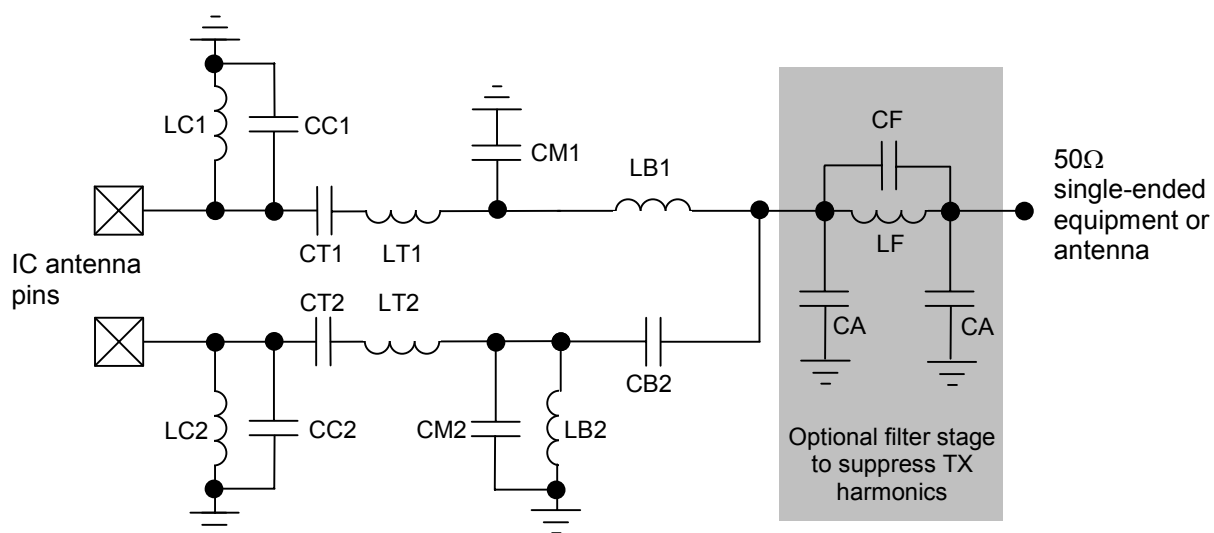 LC1
CC1
CM1
LB1
CF
50Ω
single-ended
equipment or
antenna
CT1
LT1
LF
IC antenna
pins
CT2
LT2
CA
CA
CB2
LC2
CC2
CM2
LB2
Optional filter stage
to suppress TX
harmonics